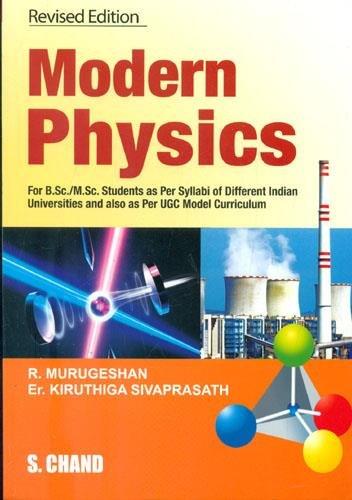 Revised Edition
Modern
Physics
For B.Sc./M.Sc. Students as Per Syllabi of Different Indian
Universities and also as Per UGC Model Curriculum
R. MURUGESHAN
Er. KIRUTHIGA SIVAPRASATH
S. CHAND